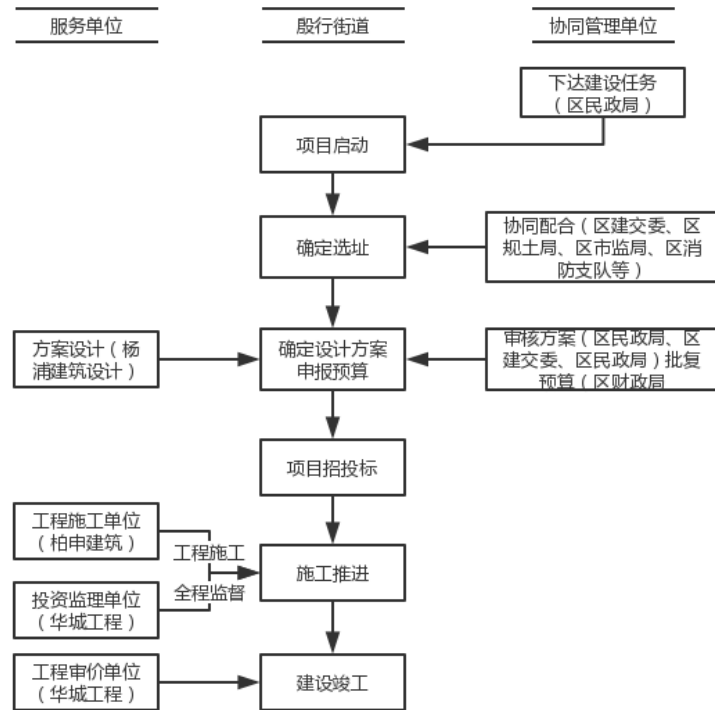 服务单位
殷行街道
协同管理单位
下达建设任务
（区民政局）
项目启动
确定选址
协同配合（区建交委、区
规土局、区市监局、区消
防支队等）
方案设计（杨
浦建筑设计）
确定设计方案
申报预算
审核方案（区民政局、区
建交委、区民政局）批复
预算（区财政局
项目招投标
工程施工单位
（柏申建筑）
工程施工
施工推进
全程监督
投资监理单位
（华城工程）
工程审价单位
（华城工程）
建设竣工